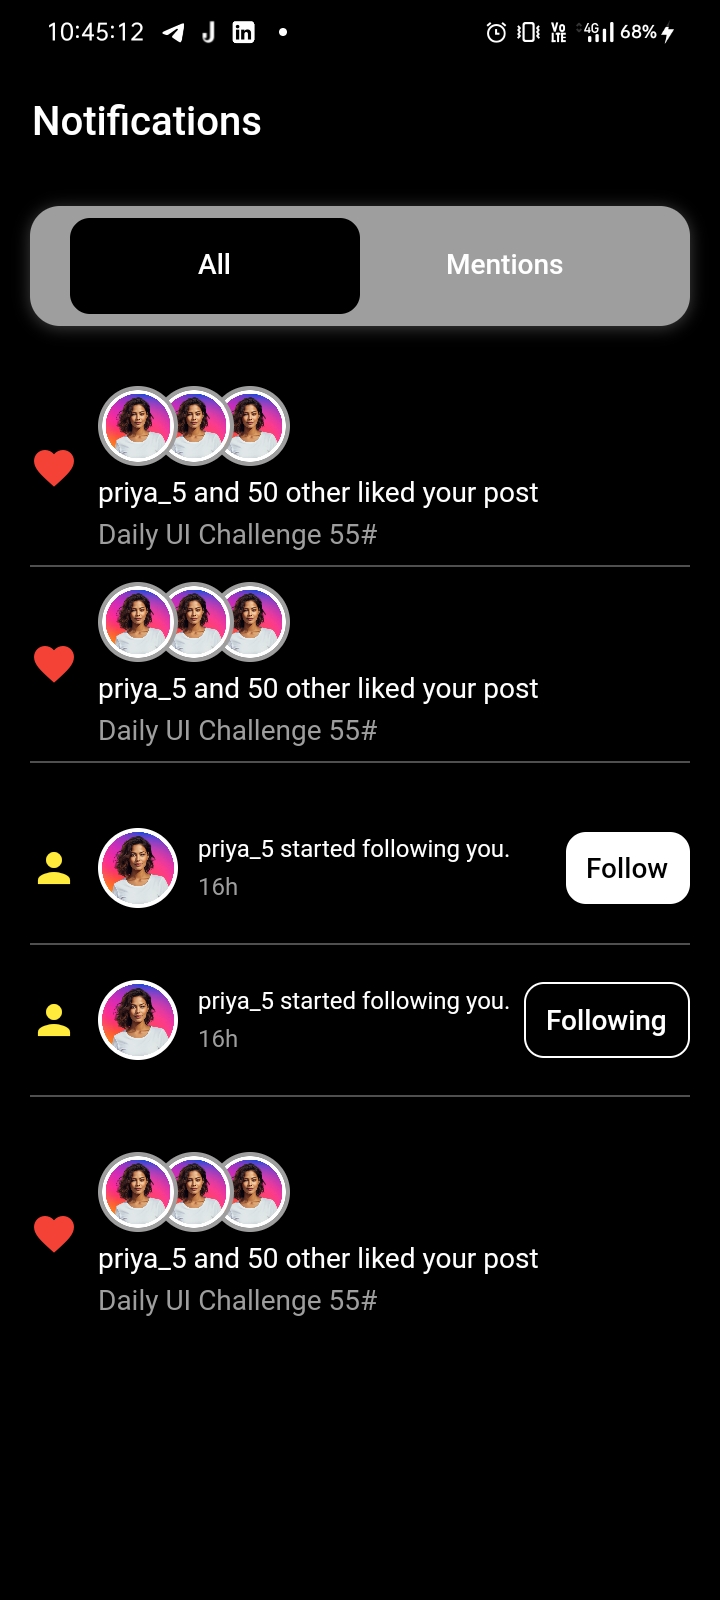 10:45:12 in Vo LTE 4G 68%
Notifications
All Mentions
priya_5 and 50 other liked your post
Daily UI Challenge 55#
priya_5 and 50 other liked your post
Daily UI Challenge 55#
priya_5 started following you.
16h
Follow
priya_5 started following you.
16h
Following
priya_5 and 50 other liked your post
Daily UI Challenge 55#